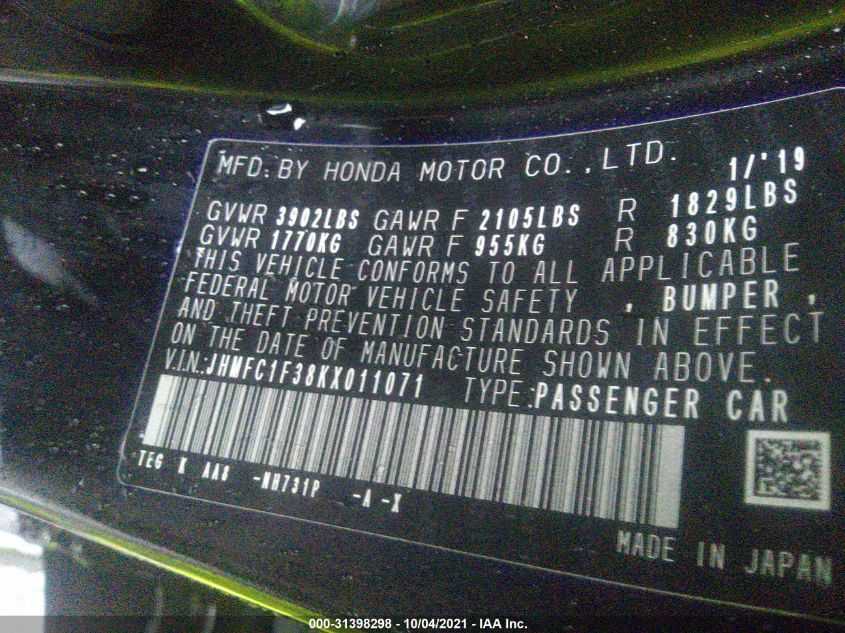 MFD. BY HONDA MOTOR CO., LTD. 1/'19
GVWR 3902LBS GAWR F 2105LBS R 1829LBS
GVWR 1770KG GAWR F 955KG R 830KG
THIS VEHICLE CONFORMS TO ALL APPLICABLE
FEDERAL MOTOR VEHICLE SAFETY , BUMPER ,
AND THEFT PREVENTION STANDARDS IN EFFECT
ON THE DATE OF MANUFACTURE SHOWN ABOVE.
V.I.N.:JHMFC1F38KX011071 TYPE:PASSENGER CAR
TEG K AA8 -NH731P -A -X
MADE IN JAPAN
000-31398298 - 10/04/2021 - IAA Inc.